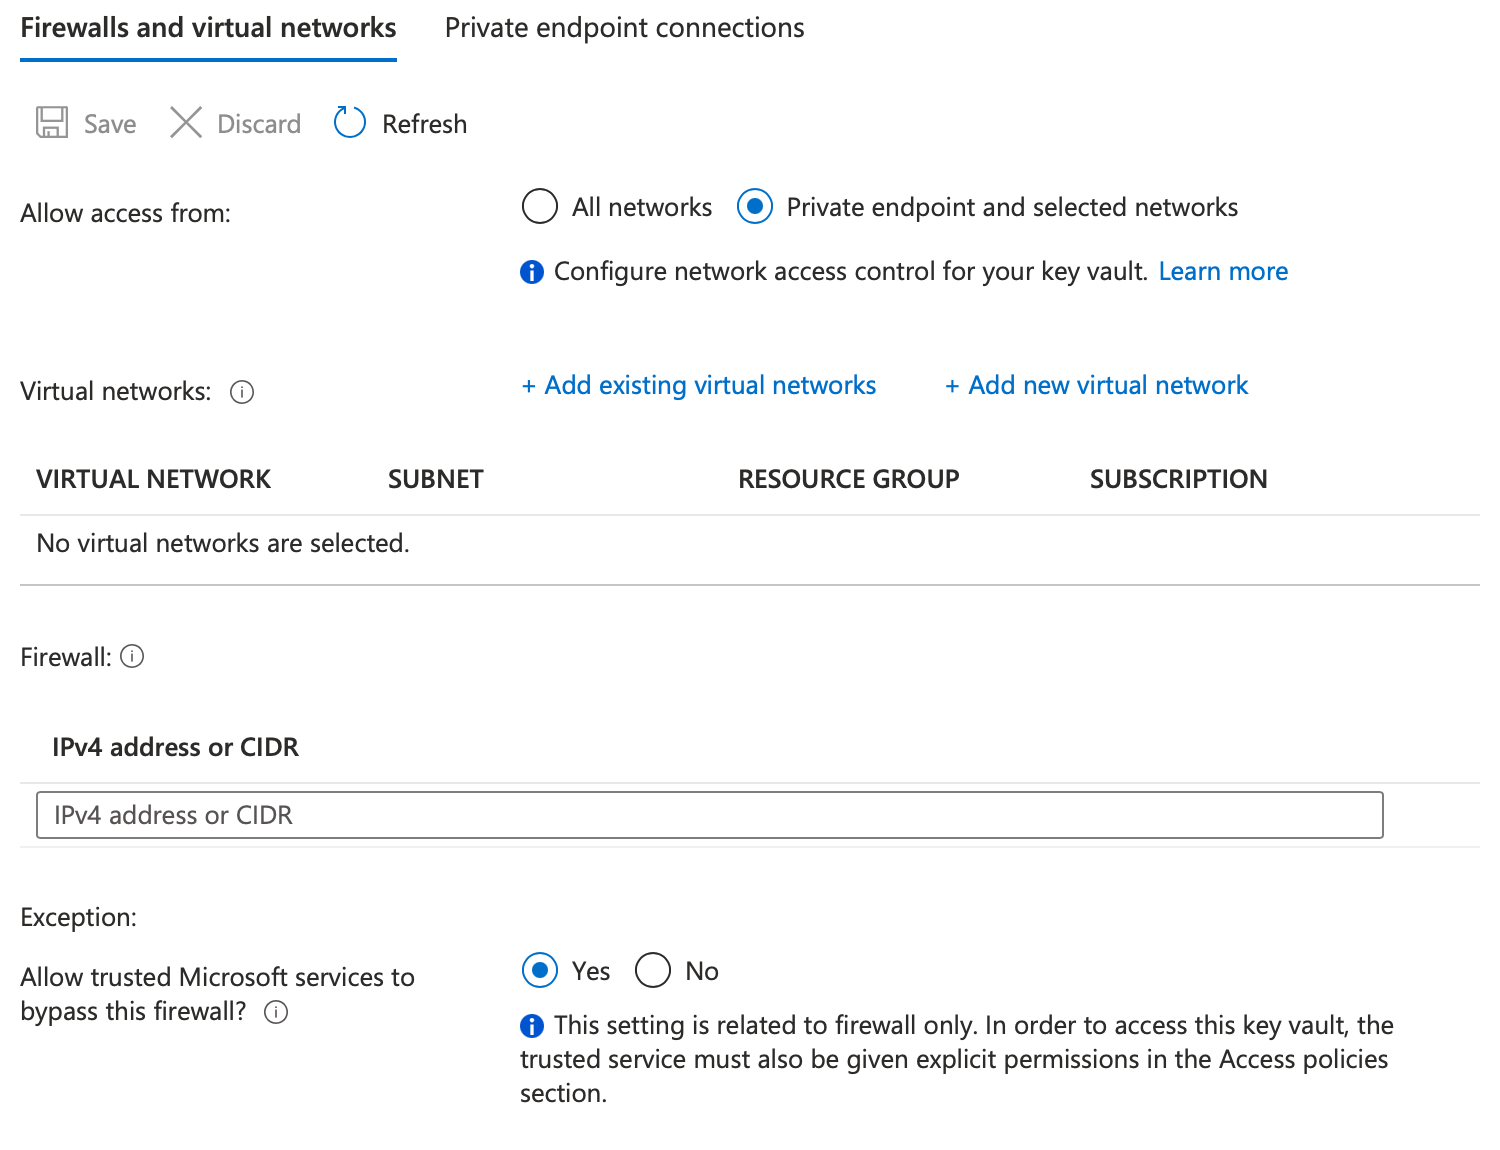 Firewalls and virtual networks Private endpoint connections
Save Discard Refresh
Allow access from: All networks Private endpoint and selected networks
Configure network access control for your key vault. Learn more
Virtual networks: + Add existing virtual networks + Add new virtual network
VIRTUAL NETWORK SUBNET RESOURCE GROUP SUBSCRIPTION
No virtual networks are selected.
Firewall:
IPv4 address or CIDR
IPv4 address or CIDR
Exception:
Allow trusted Microsoft services to
bypass this firewall?
Yes No
This setting is related to firewall only. In order to access this key vault, the
trusted service must also be given explicit permissions in the Access policies
section.